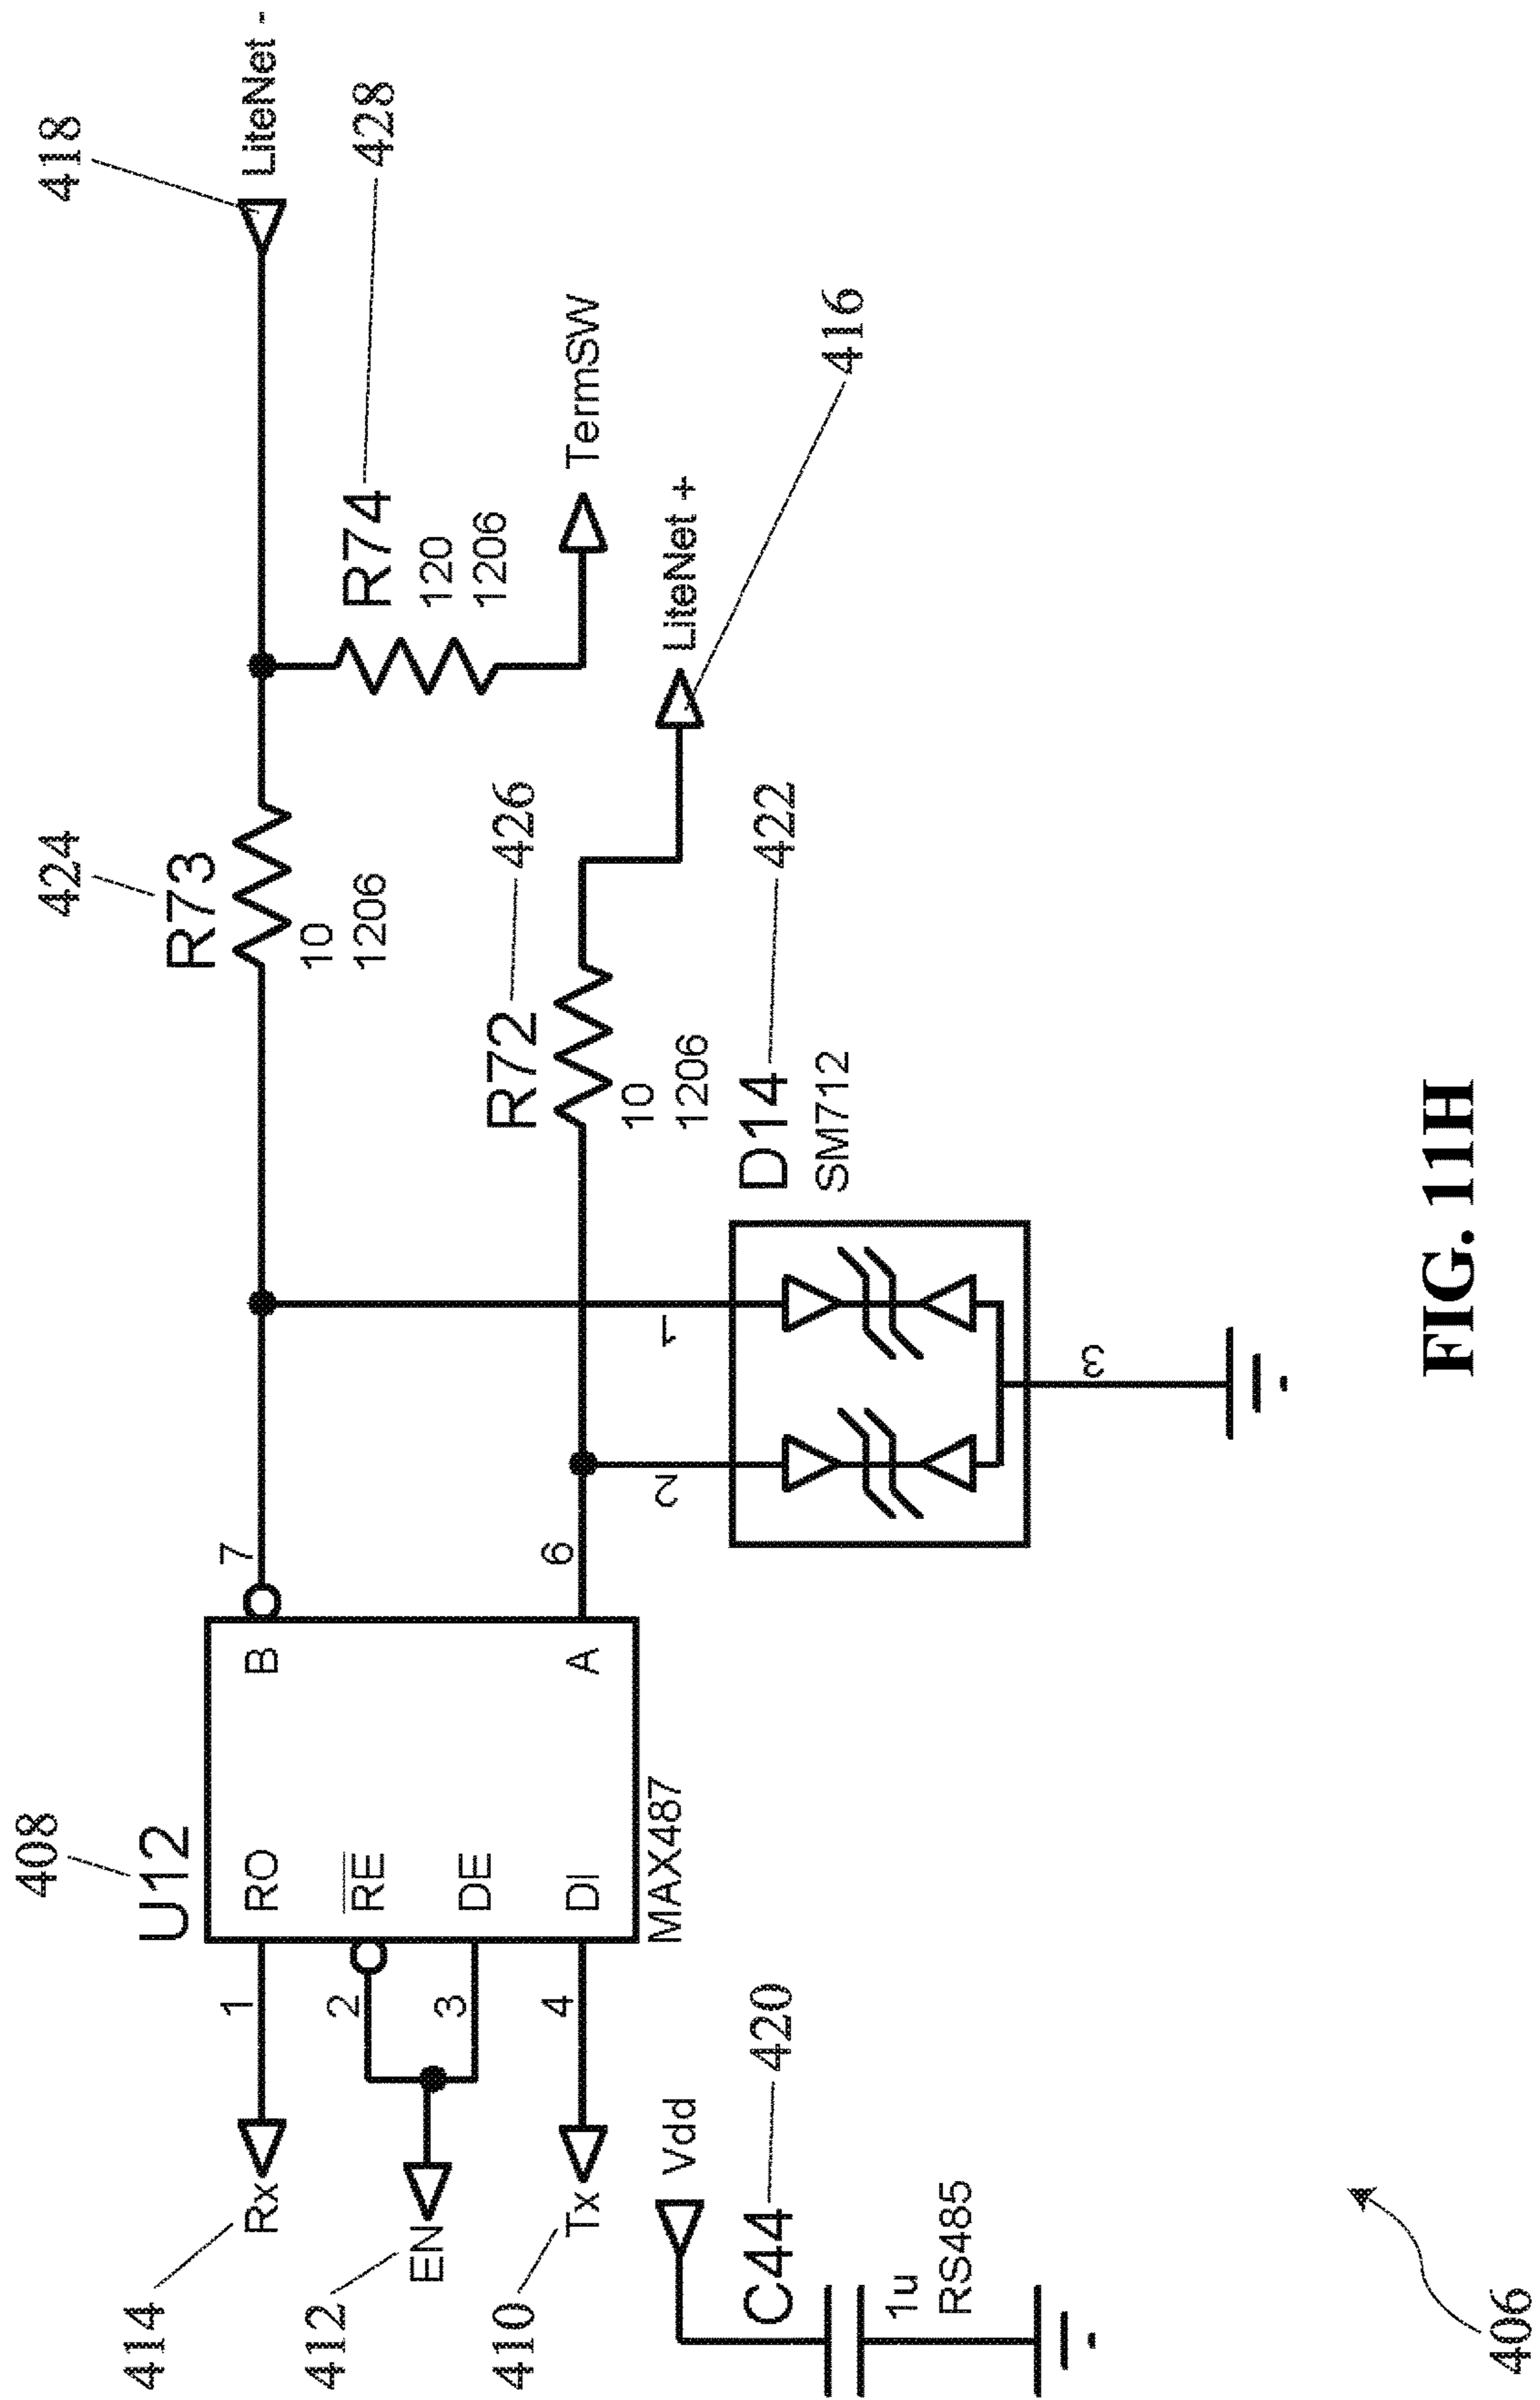 414
Rx
412
EN
410
Tx
408
U12
1
2
3
4
RO
RE
DE
DI
B
A
7
6
MAX487
Vdd
C44
420
1u
RS485
424
R73
10
1206
R72
426
10
1206
D14
422
SM712
1
2
3
418
LiteNet -
R74
428
120
1206
TermSW
LiteNet +
416
406
FIG. 11H